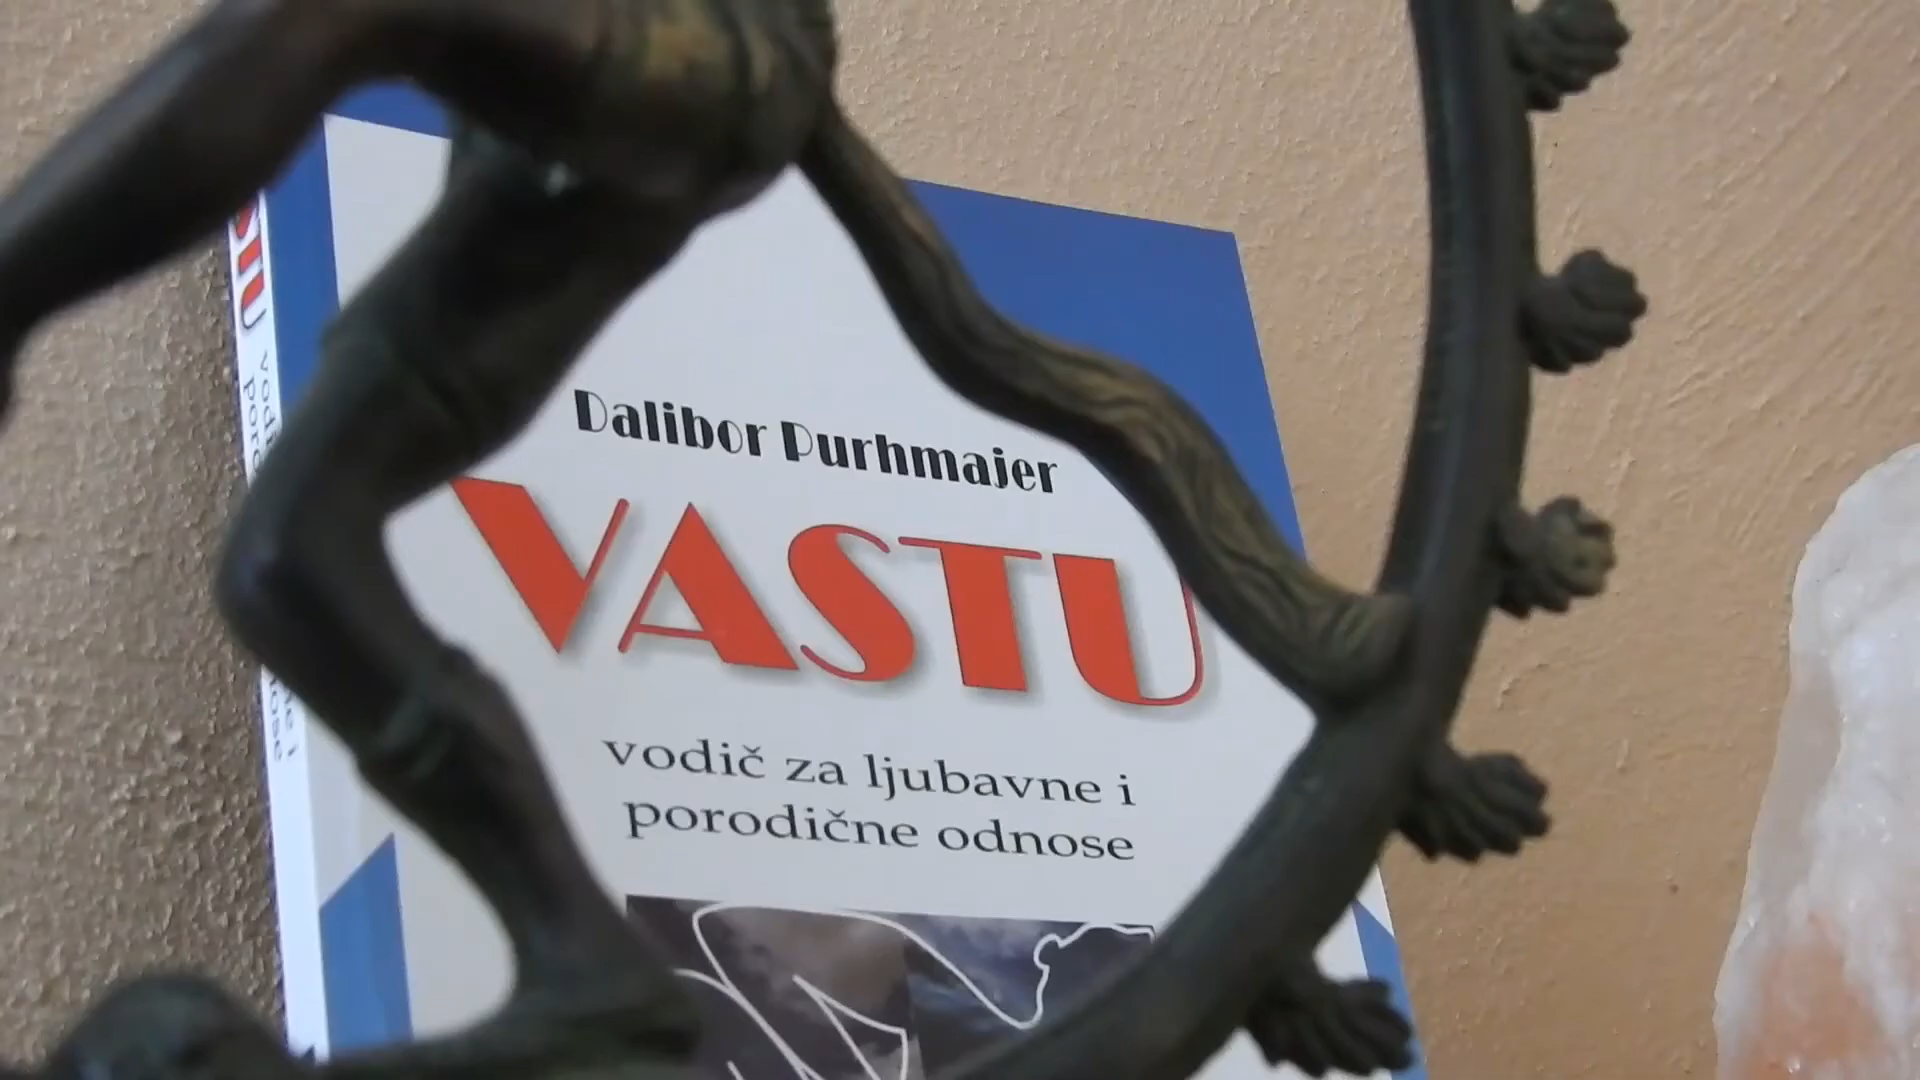 Dalibor Purhmajer
VASTU
vodič za ljubavne i
porodične odnose